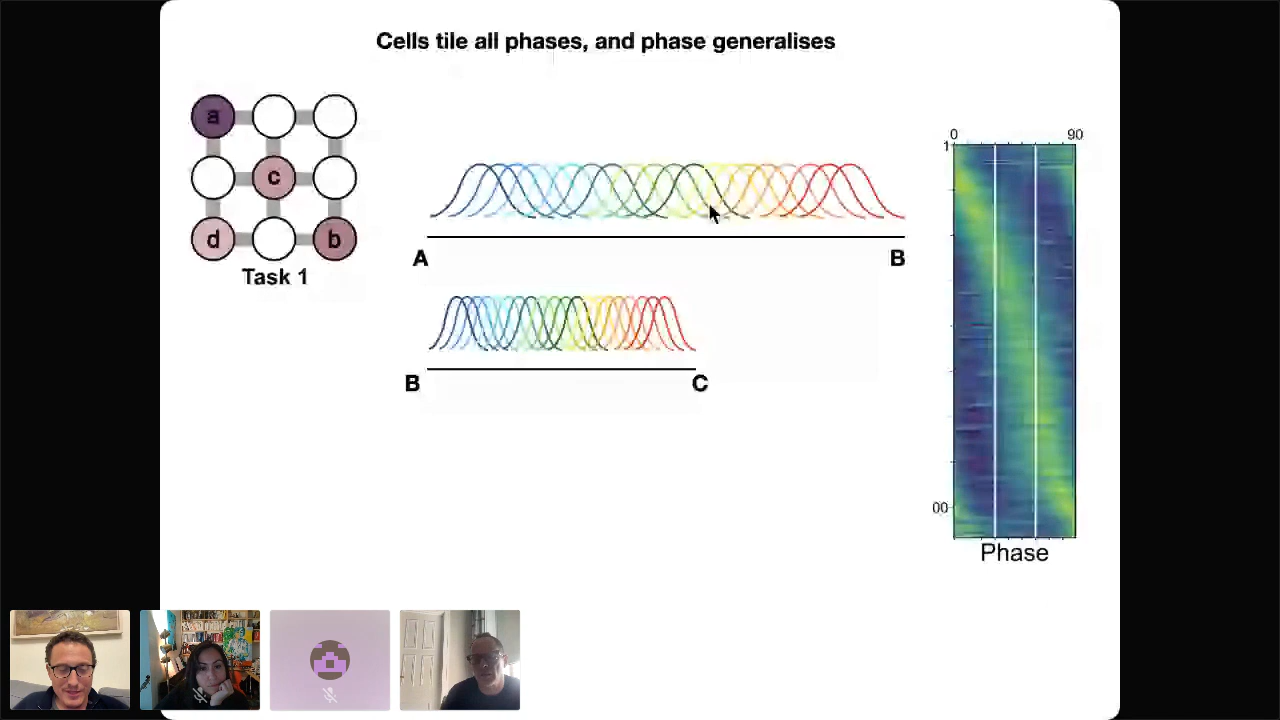 Cells tile all phases, and phase generalises
a
c
d
b
Task 1
A
B
B
C
0
90
1
00
Phase